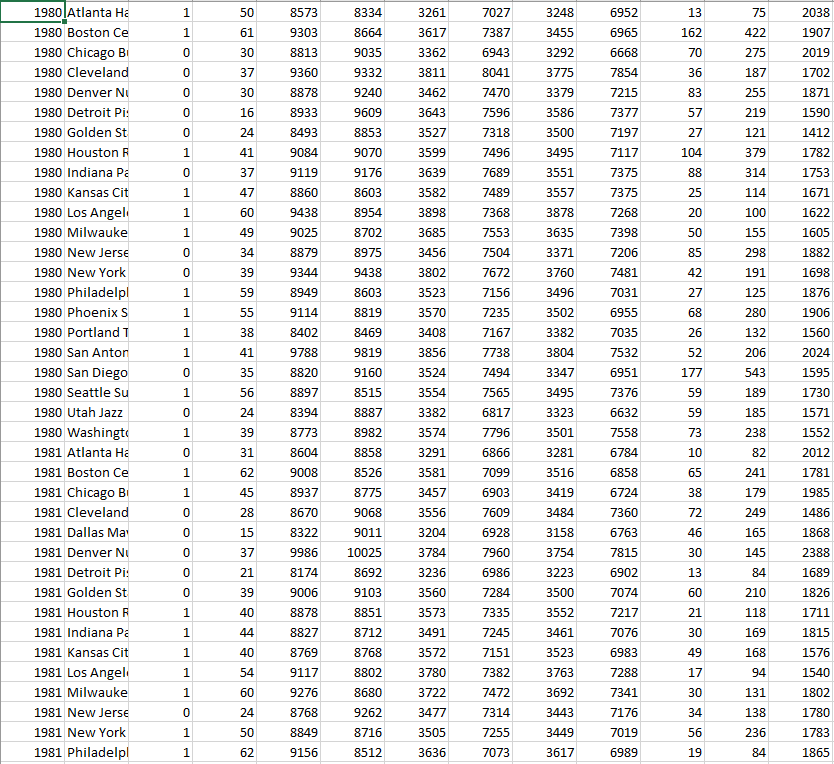 1980 Atlanta Ha 1 50 8573 8334 3261 7027 3248 6952 13 75 2038
1980 Boston Ce 1 61 9303 8664 3617 7387 3455 6965 162 422 1907
1980 Chicago Bu 0 30 8813 9035 3362 6943 3292 6668 70 275 2019
1980 Cleveland 0 37 9360 9332 3811 8041 3775 7854 36 187 1702
1980 Denver Nu 0 30 8878 9240 3462 7470 3379 7215 83 255 1871
1980 Detroit Pis 0 16 8933 9609 3643 7596 3586 7377 57 219 1590
1980 Golden St 0 24 8493 8853 3527 7318 3500 7197 27 121 1412
1980 Houston R 1 41 9084 9070 3599 7496 3495 7117 104 379 1782
1980 Indiana Pa 0 37 9119 9176 3639 7689 3551 7375 88 314 1753
1980 Kansas Cit 1 47 8860 8603 3582 7489 3557 7375 25 114 1671
1980 Los Angele 1 60 9438 8954 3898 7368 3878 7268 20 100 1622
1980 Milwauke 1 49 9025 8702 3685 7553 3635 7398 50 155 1605
1980 New Jerse 0 34 8879 8975 3456 7504 3371 7206 85 298 1882
1980 New York 0 39 9344 9438 3802 7672 3760 7481 42 191 1698
1980 Philadelpl 1 59 8949 8603 3523 7156 3496 7031 27 125 1876
1980 Phoenix S 1 55 9114 8819 3570 7235 3502 6955 68 280 1906
1980 Portland T 1 38 8402 8469 3408 7167 3382 7035 26 132 1560
1980 San Anton 1 41 9788 9819 3856 7738 3804 7532 52 206 2024
1980 San Diego 0 35 8820 9160 3524 7494 3347 6951 177 543 1595
1980 Seattle Su 1 56 8897 8515 3554 7565 3495 7376 59 189 1730
1980 Utah Jazz 0 24 8394 8887 3382 6817 3323 6632 59 185 1571
1980 Washingto 1 39 8773 8982 3574 7796 3501 7558 73 238 1552
1981 Atlanta Ha 0 31 8604 8858 3291 6866 3281 6784 10 82 2012
1981 Boston Ce 1 62 9008 8526 3581 7099 3516 6858 65 241 1781
1981 Chicago Bu 1 45 8937 8775 3457 6903 3419 6724 38 179 1985
1981 Cleveland 0 28 8670 9068 3556 7609 3484 7360 72 249 1486
1981 Dallas Mav 0 15 8322 9011 3204 6928 3158 6763 46 165 1868
1981 Denver Nu 0 37 9986 10025 3784 7960 3754 7815 30 145 2388
1981 Detroit Pis 0 21 8174 8692 3236 6986 3223 6902 13 84 1689
1981 Golden St 0 39 9006 9103 3560 7284 3500 7074 60 210 1826
1981 Houston R 1 40 8878 8851 3573 7335 3552 7217 21 118 1711
1981 Indiana Pa 1 44 8827 8712 3491 7245 3461 7076 30 169 1815
1981 Kansas Cit 1 40 8769 8768 3572 7151 3523 6983 49 168 1576
1981 Los Angele 1 54 9117 8802 3780 7382 3763 7288 17 94 1540
1981 Milwauke 1 60 9276 8680 3722 7472 3692 7341 30 131 1802
1981 New Jerse 0 24 8768 9262 3477 7314 3443 7176 34 138 1780
1981 New York 1 50 8849 8716 3505 7255 3449 7019 56 236 1783
1981 Philadelpl 1 62 9156 8512 3636 7073 3617 6989 19 84 1865